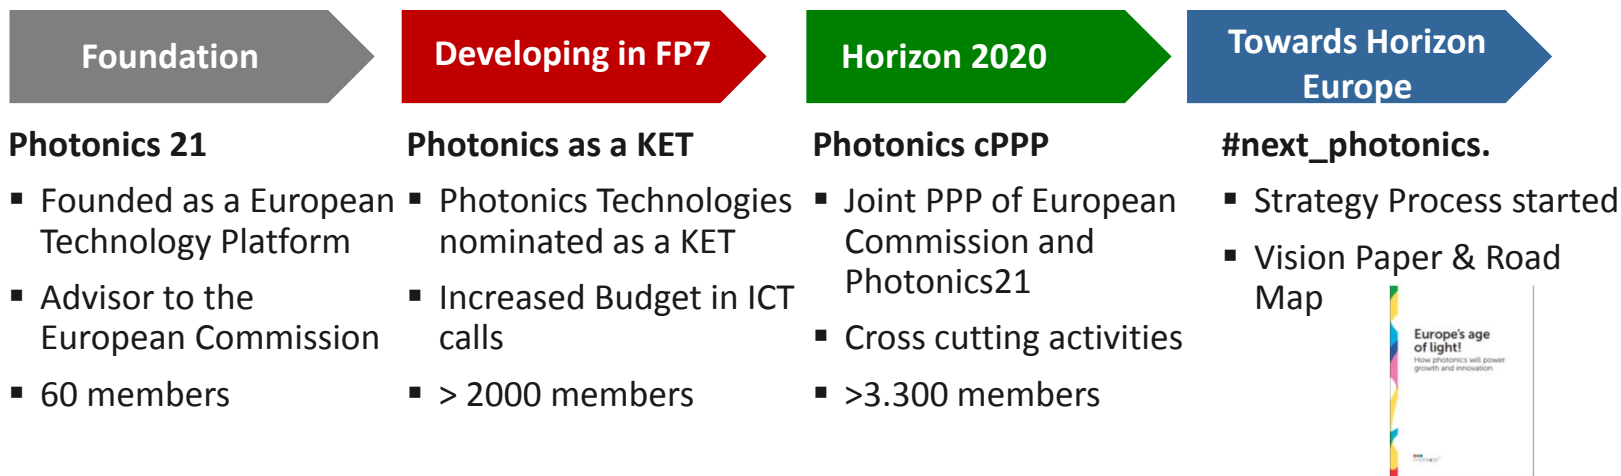 Foundation
Developing in FP7
Horizon 2020
Towards Horizon
Europe
Photonics 21
▪ Founded as a European
Technology Platform
▪ Advisor to the
European Commission
▪ 60 members
Photonics as a KET
▪ Photonics Technologies
nominated as a KET
▪ Increased Budget in ICT
calls
▪ > 2000 members
Photonics cPPP
▪ Joint PPP of European
Commission and
Photonics21
▪ Cross cutting activities
▪ >3.300 members
#next_photonics.
▪ Strategy Process started
▪ Vision Paper & Road
Map
Europe's age
of light!
How photonics will power
growth and innovation